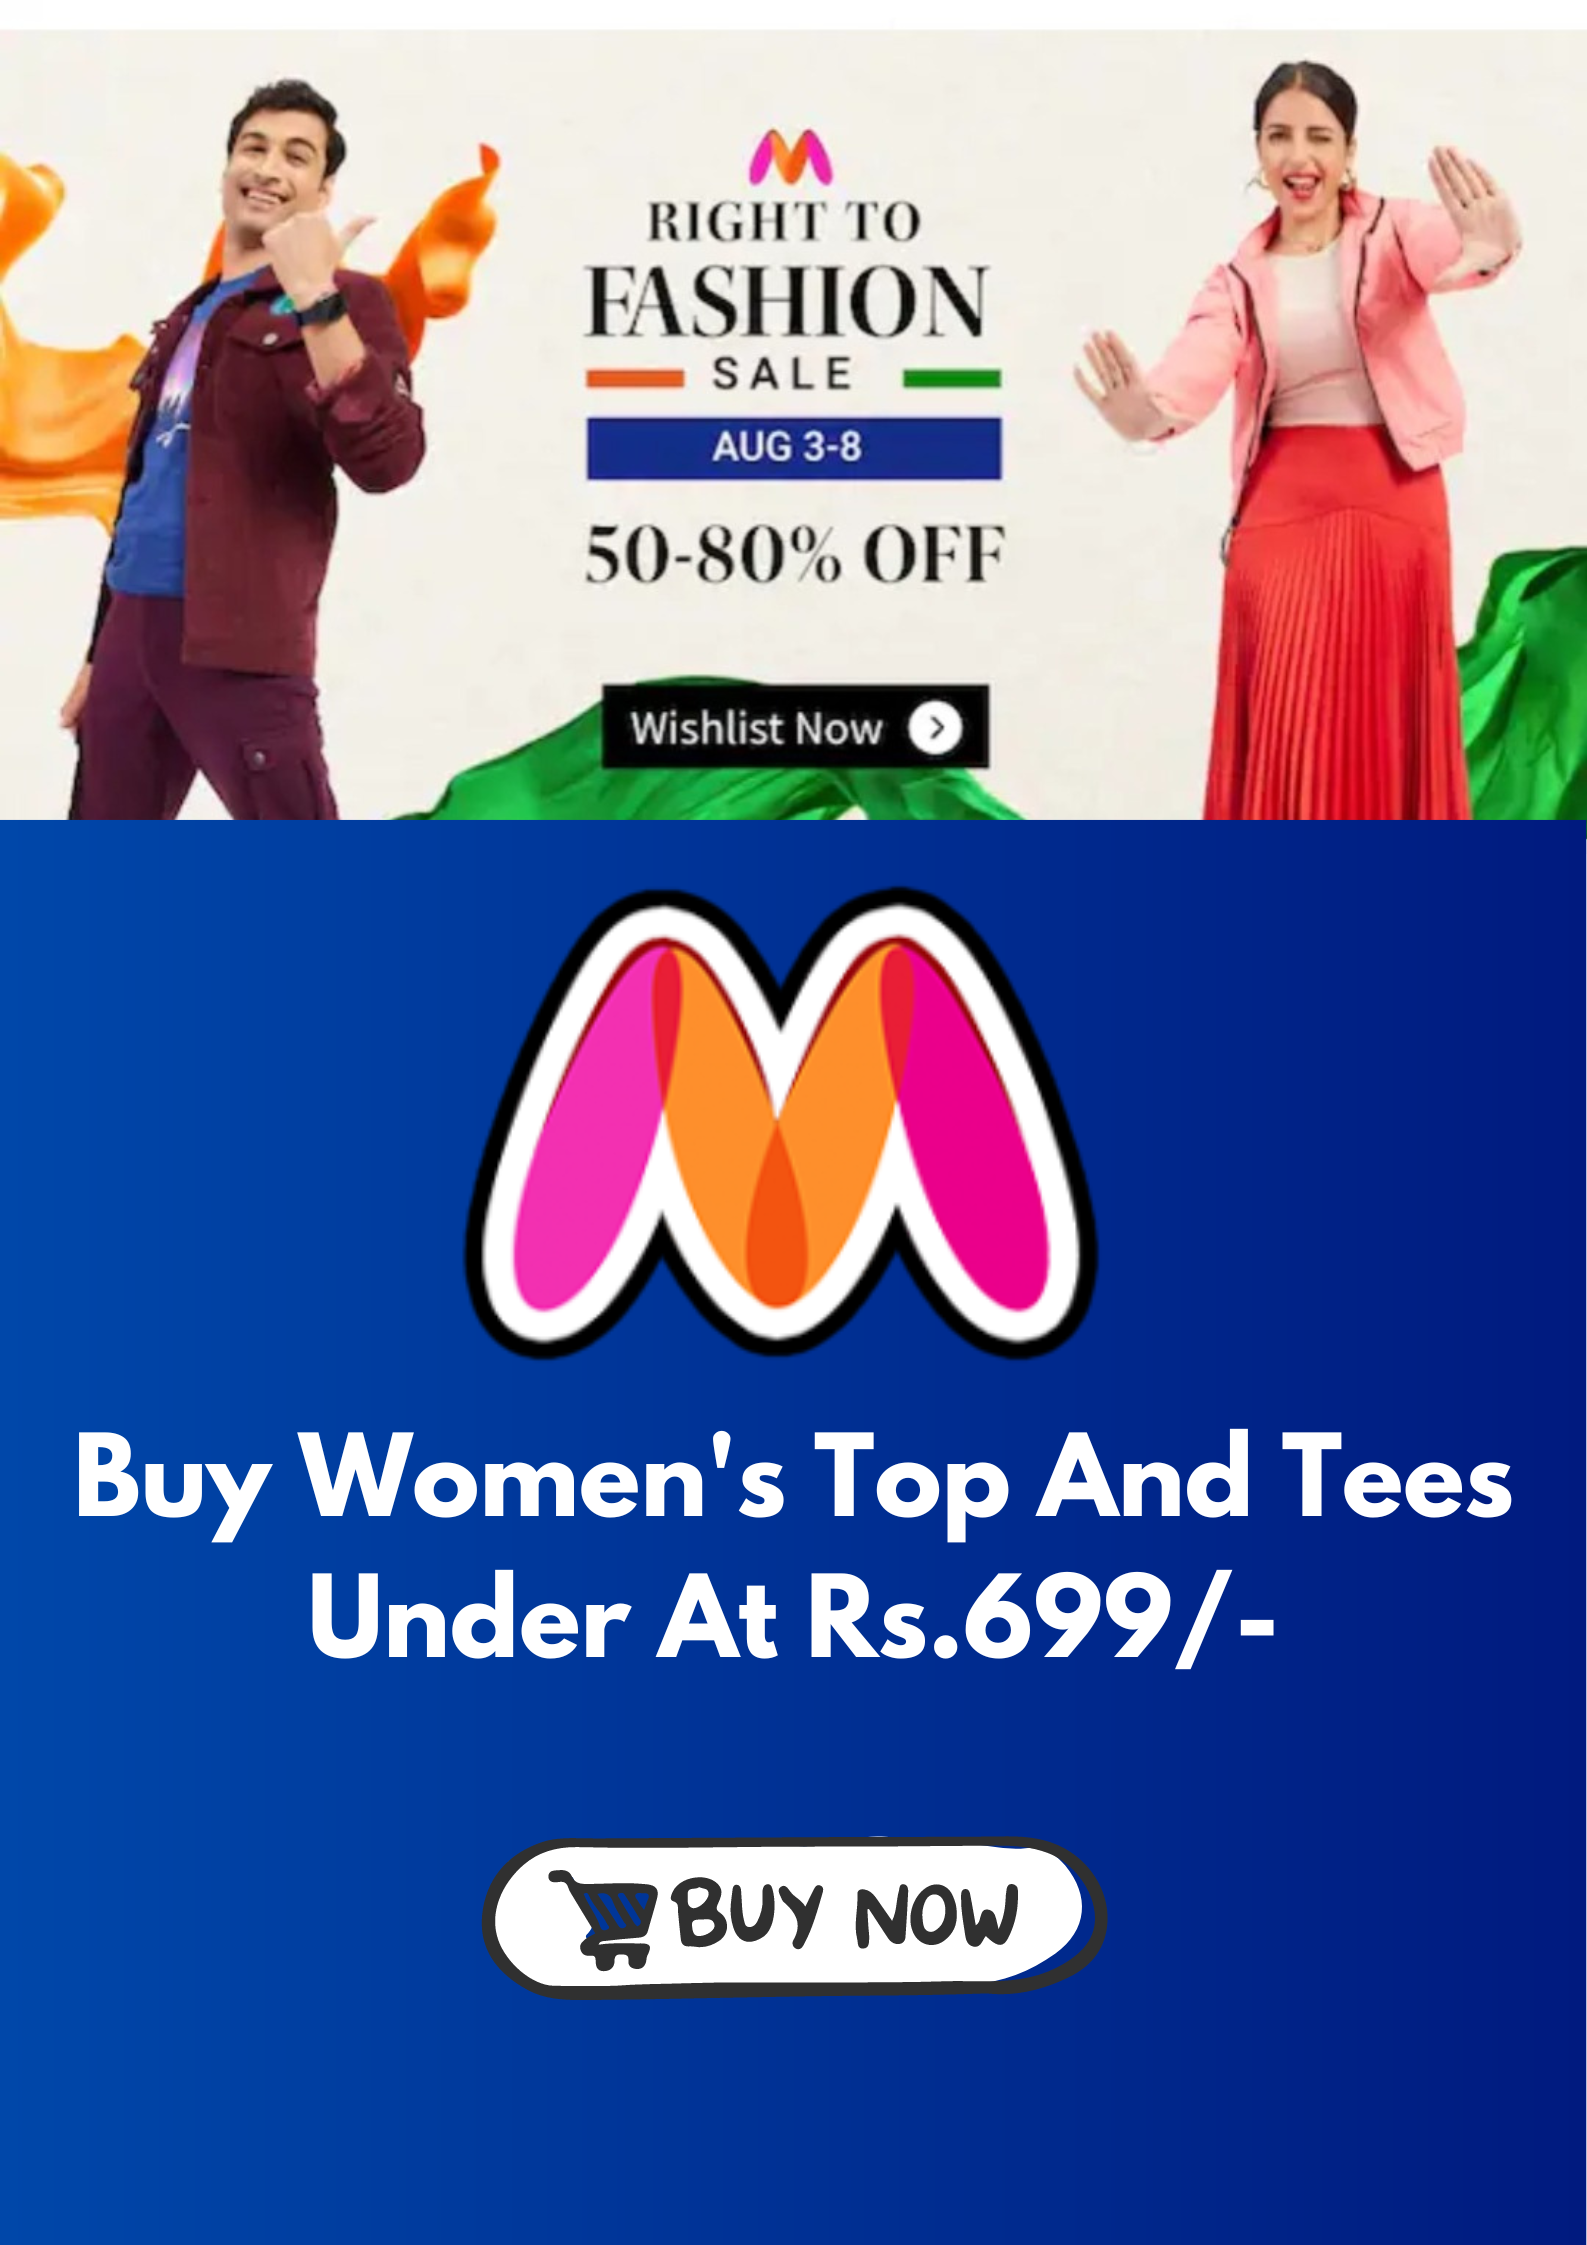 RIGHT TO
FASHION
SALE
AUG 3-8
50-80% OFF
Wishlist Now
Buy Women's Top And Tees
Under At Rs.699/-
BUY NOW